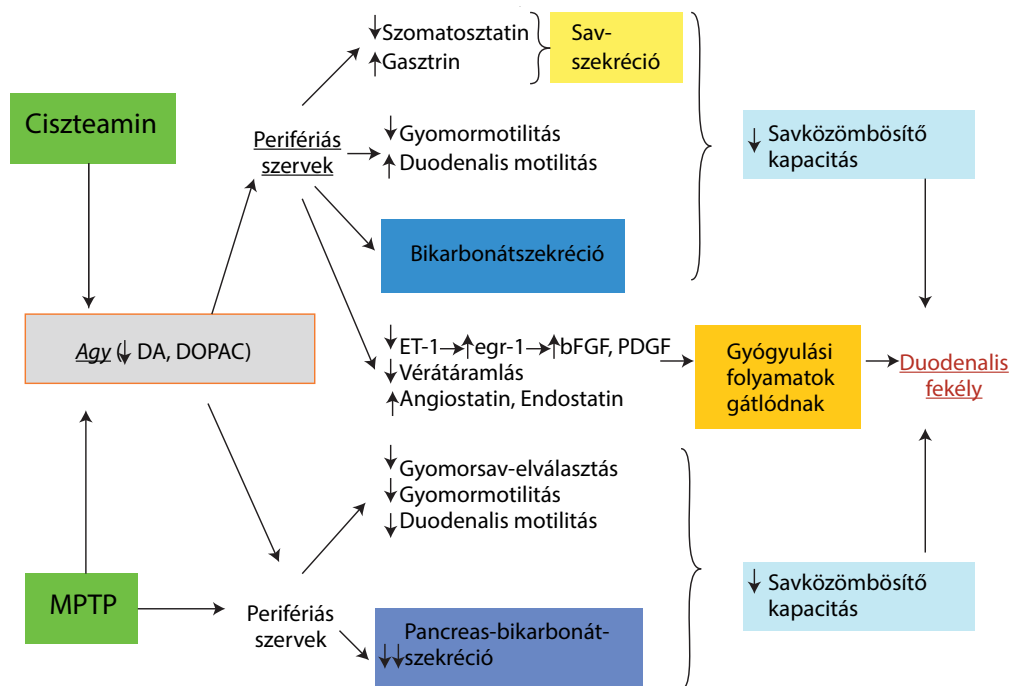 ↓Szomatosztatin
↑Gasztrin
Sav-
szekréció
Ciszteamin
Perifériás
szervek
↓Gyomormotilitás
↑Duodenalis motilitás
↓ Savközömbösítő
kapacitás
Bikarbonátszekréció
Agy (↓ DA, DOPAC)
↓ET-1→↑egr-1→↑bFGF, PDGF
↓Vérátáramlás
↑Angiostatin, Endostatin
Gyógyulási
folyamatok
gátlódnak
Duodenalis
fekély
↓Gyomorsav-elválasztás
↓Gyomormotilitás
↓Duodenalis motilitás
MPTP
Perifériás
szervek
↓↓Pancreas-bikarbonát-
szekréció
↓ Savközömbösítő
kapacitás